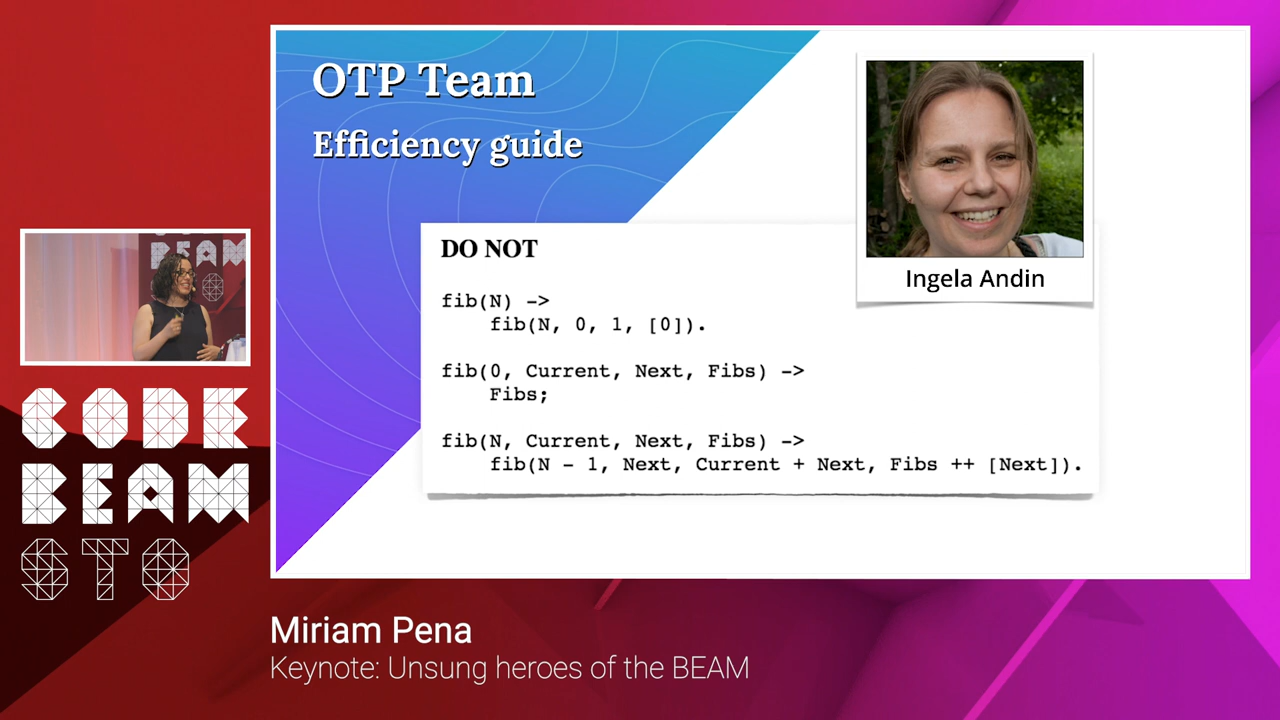 OTP Team
Efficiency guide
Ingela Andin
DO NOT
fib(N) ->
    fib(N, 0, 1, [0]).
fib(0, Current, Next, Fibs) ->
    Fibs;
fib(N, Current, Next, Fibs) ->
    fib(N - 1, Next, Current + Next, Fibs ++ [Next]).
BEAM
CODE
BEAM
STO
Miriam Pena
Keynote: Unsung heroes of the BEAM